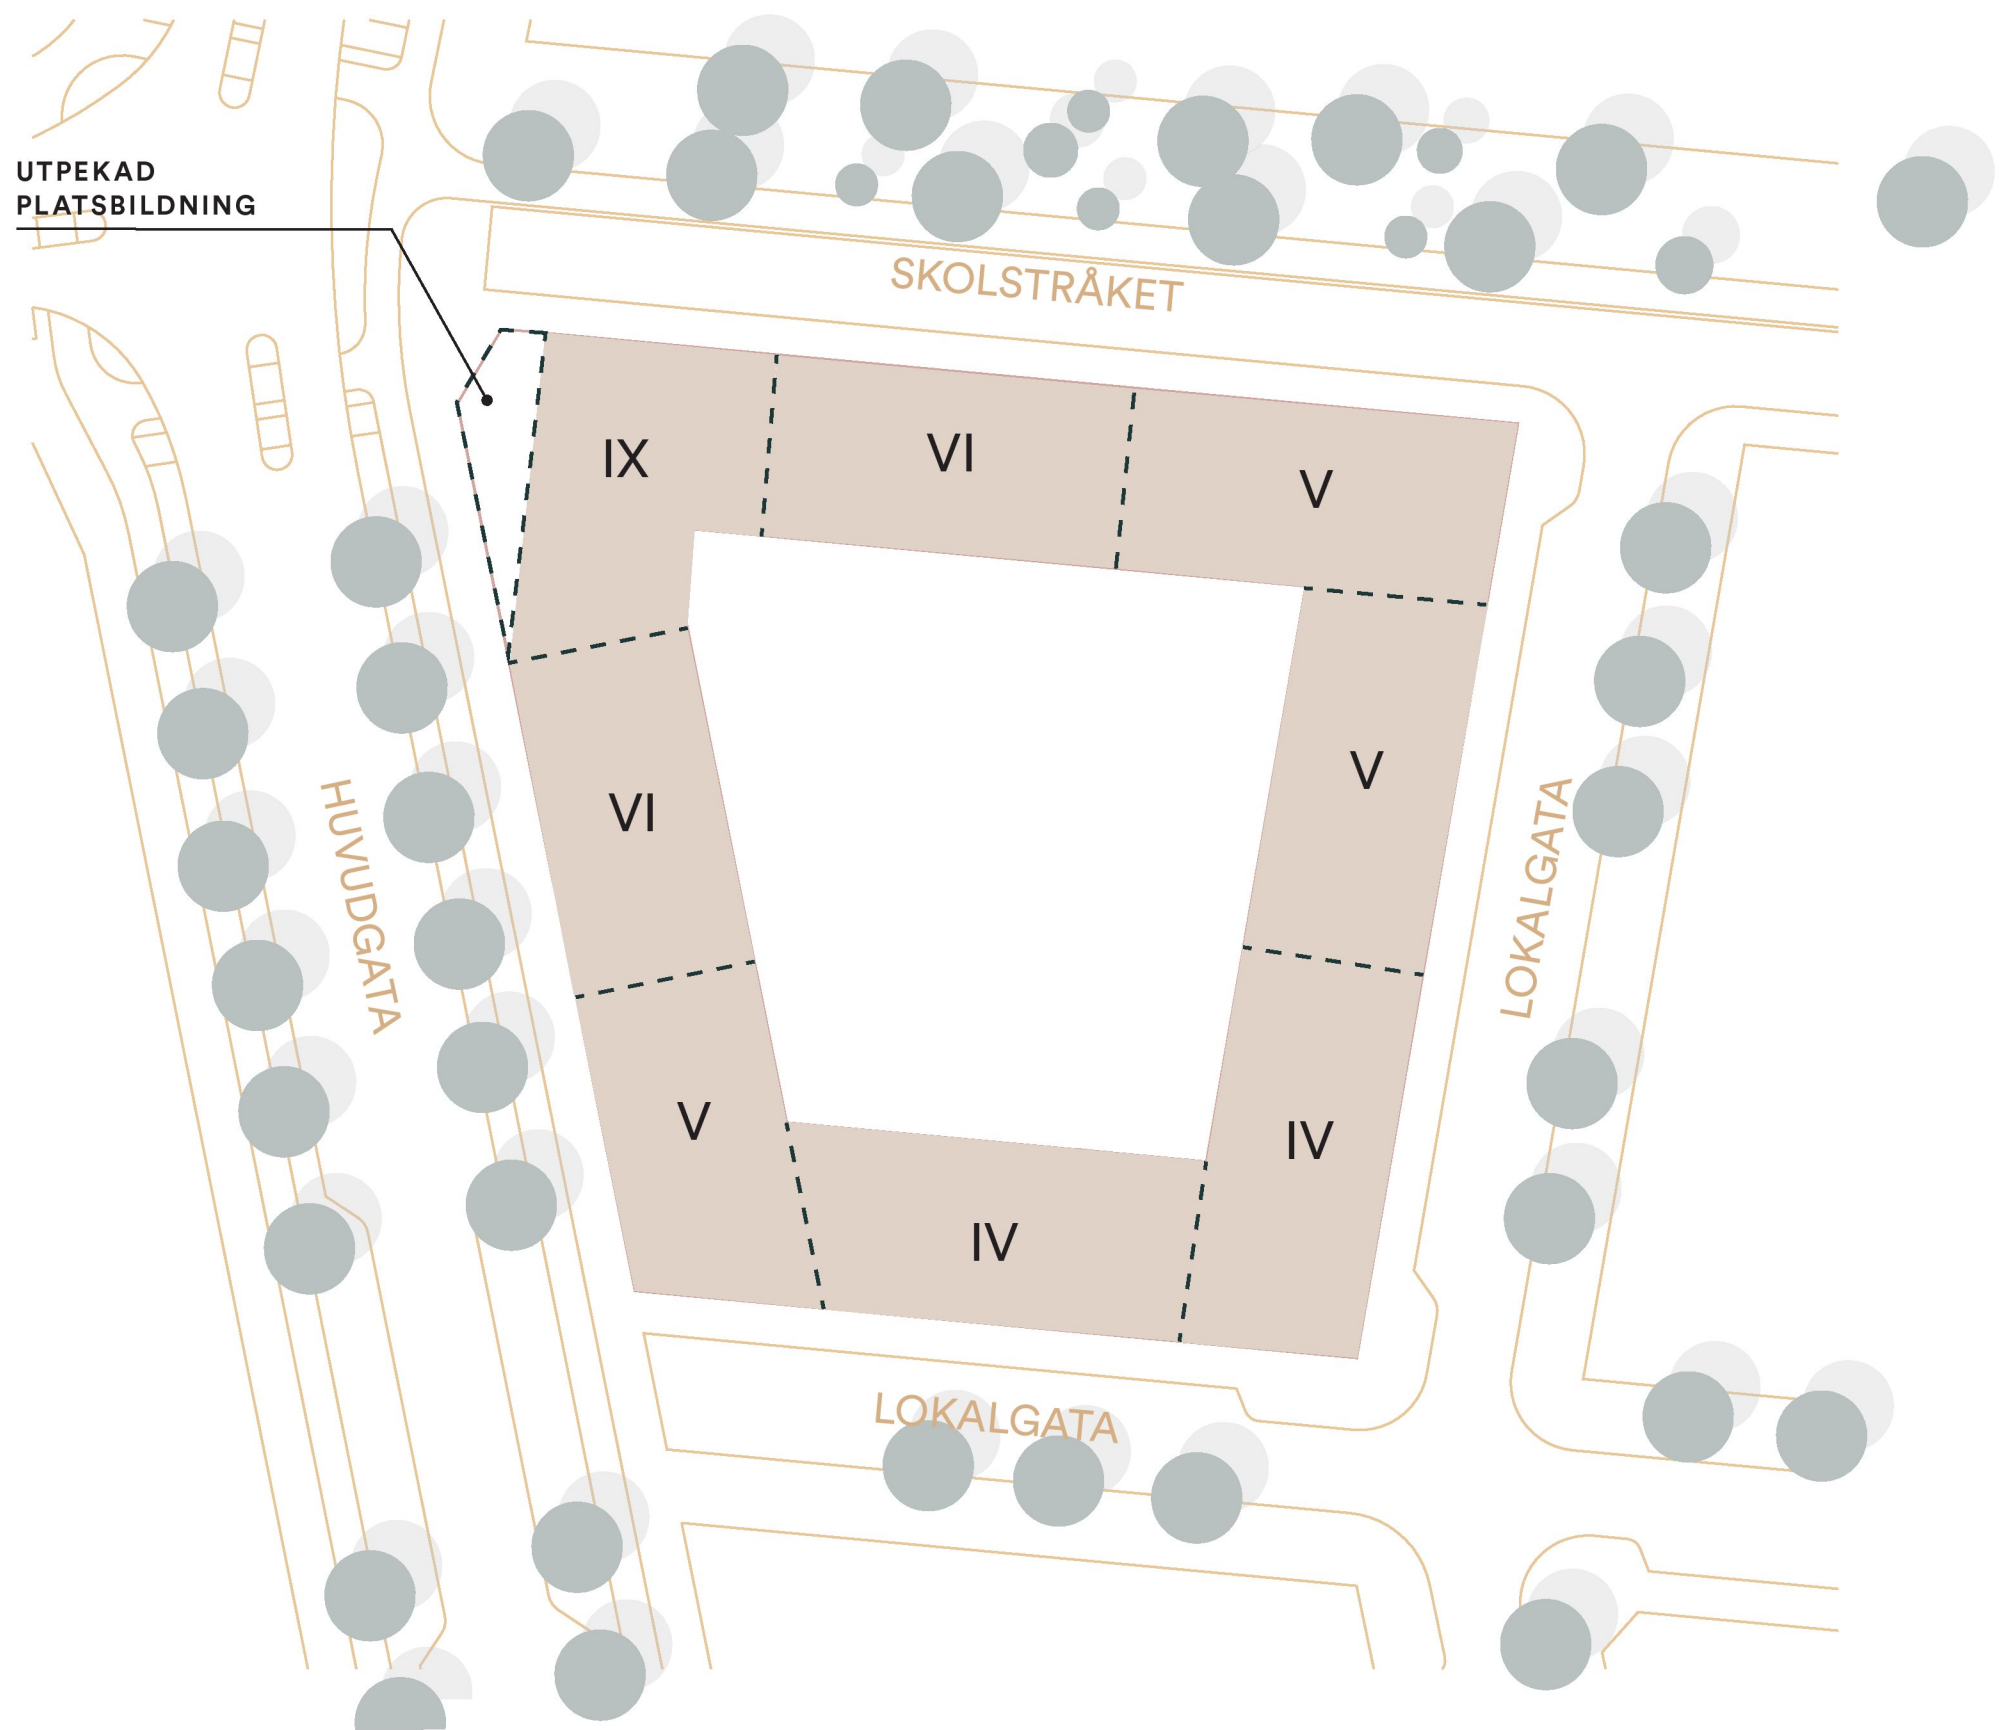 UTPEKAD
PLATSBILDNING
SKOLSTRÅKET
IX
VI
V
VI
V
HUVUDGATA
LOKALGATA
V
IV
IV
LOKALGATA